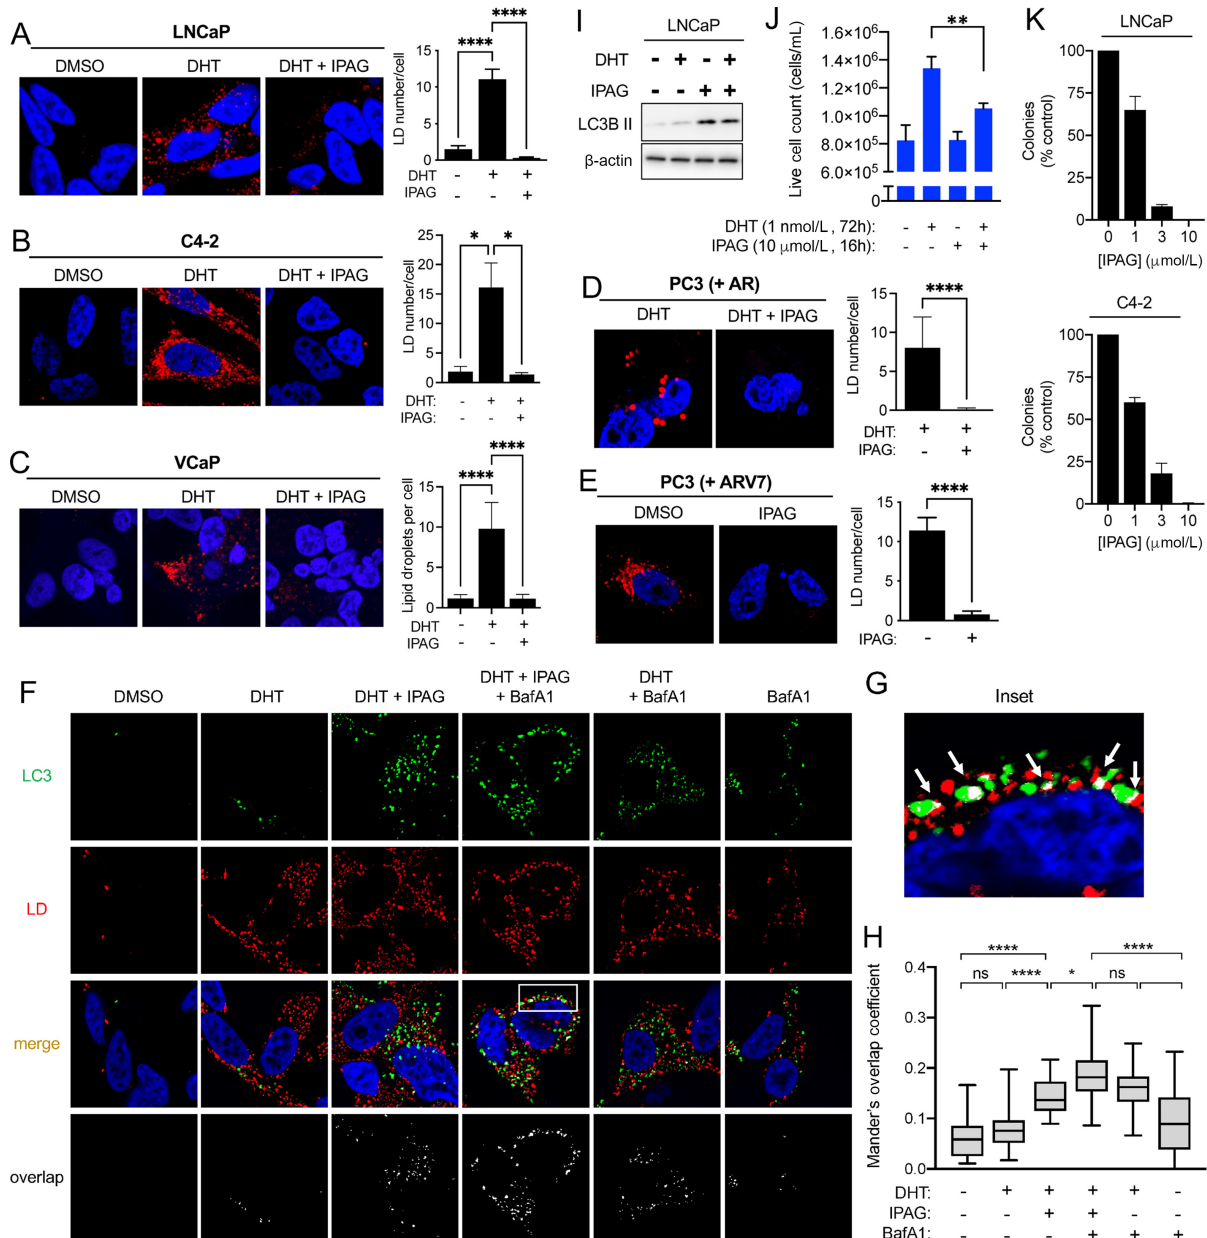 A
LNCaP
DMSO
DHT
DHT + IPAG
LD number/cell
15
10
5
0
****
****
DHT - + +
IPAG - - +
B
C4-2
DMSO
DHT
DHT + IPAG
LD number/cell
25
20
15
10
5
0
*
*
DHT: - + +
IPAG: - - +
C
VCaP
DMSO
DHT
DHT + IPAG
Lipid droplets per cell
15
10
5
0
****
****
DHT - + +
IPAG - - +
I
LNCaP
DHT - + - +
IPAG - - + +
LC3B II
β-actin
J
Live cell count (cells/mL)
1.6×10⁶
1.4×10⁶
1.2×10⁶
1.0×10⁶
8.0×10⁵
6.0×10⁵
0
**
DHT (1 nmol/L , 72h): - + - +
IPAG (10 μmol/L , 16h): - - + +
K
LNCaP
Colonies
(% control)
100
75
50
25
0
0 1 3 10
[IPAG] (μmol/L)
C4-2
Colonies
(% control)
100
75
50
25
0
0 1 3 10
[IPAG] (μmol/L)
D
PC3 (+ AR)
DHT
DHT + IPAG
LD number/cell
15
10
5
0
****
DHT: + +
IPAG: - +
E
PC3 (+ ARV7)
DMSO
IPAG
LD number/cell
15
10
5
0
****
IPAG: - +
F
DMSO
DHT
DHT + IPAG
DHT + IPAG
+ BafA1
DHT
+ BafA1
BafA1
LC3
LD
merge
overlap
G
Inset
H
Mander's overlap coefficient
0.4
0.3
0.2
0.1
0.0
**** ****
ns **** * ns
DHT: - + + + + -
IPAG: - - + + - -
BafA1: - - - + + +